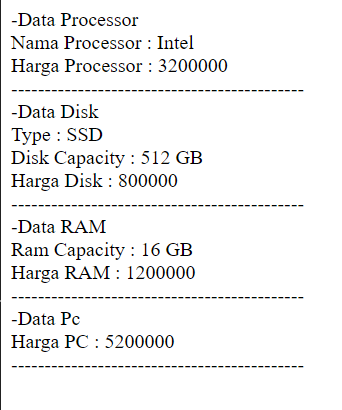 -Data Processor
Nama Processor : Intel
Harga Processor : 3200000
--------------------------------------------
-Data Disk
Type : SSD
Disk Capacity : 512 GB
Harga Disk : 800000
--------------------------------------------
-Data RAM
Ram Capacity : 16 GB
Harga RAM : 1200000
--------------------------------------------
-Data Pc
Harga PC : 5200000
--------------------------------------------